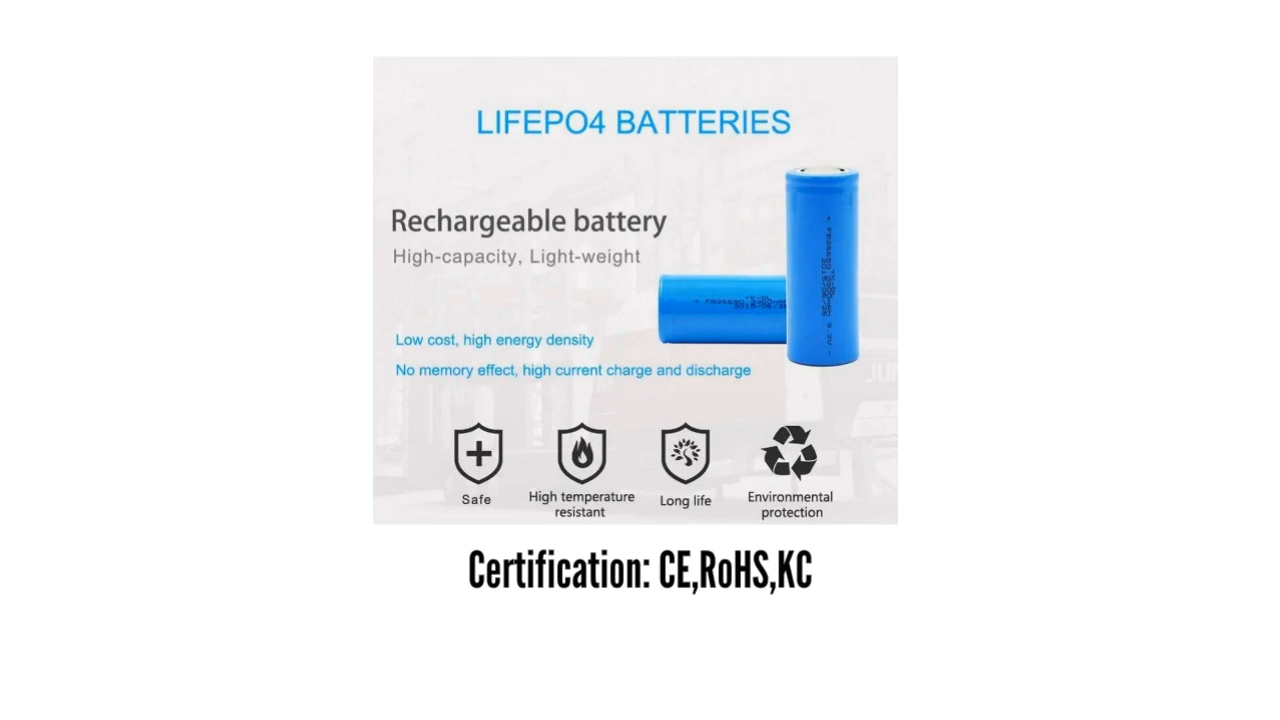 LIFEPO4 BATTERIES
Rechargeable battery
High-capacity, Light-weight
Low cost, high energy density
No memory effect, high current charge and discharge
Safe
High temperature
resistant
Long life
Environmental
protection
Certification: CE,RoHS,KC